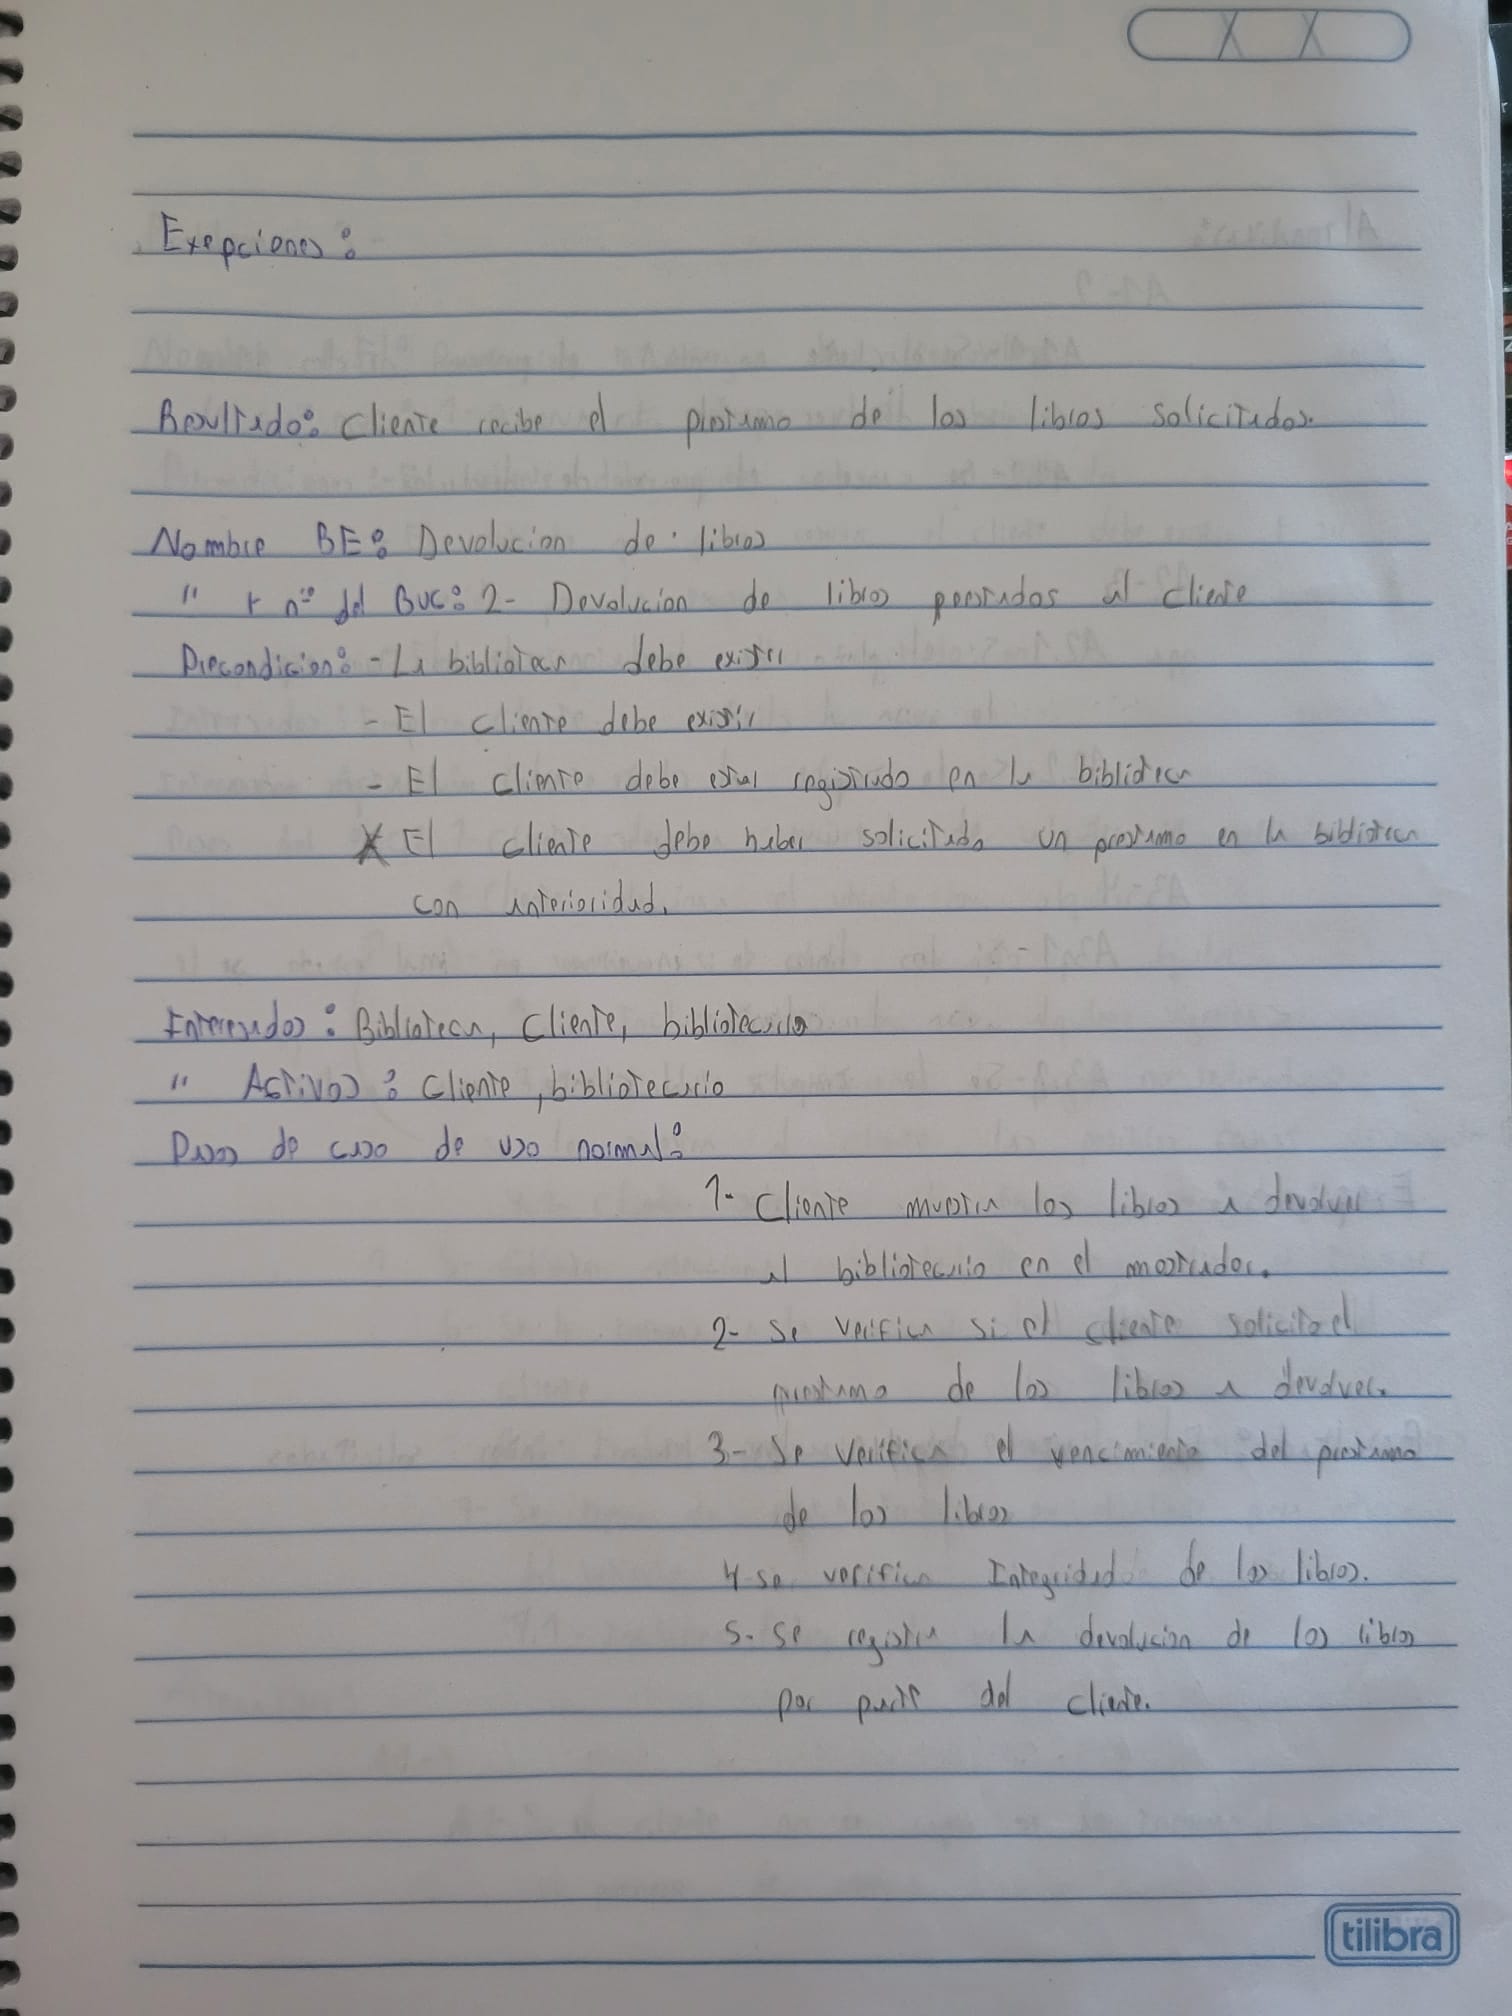 Exepciones:
Resultado: Cliente recibe el prestamo de los libros solicitados.
Nombre BE: Devolucion de libros
" + nº del BUC: 2- Devolucion de libros prestados al cliente
Precondicion: - La biblioteca debe existir
- El cliente debe existir
- El cliente debe estar registrado en la biblioteca
X El cliente debe haber solicitado un prestamo en la biblioteca
con anterioridad.
Interesados: Biblioteca, Cliente, bibliotecario
" Activos: Cliente, bibliotecario
Pasos de caso de uso normal:
1- Cliente muestra los libros a devolver
al bibliotecario en el mostrador.
2- Se verifica si el cliente solicito el
prestamo de los libros a devolver.
3- Se verifica el vencimiento del prestamo
de los libros
4 se verifica Integridad de los libros.
5- Se registra la devolucion de los libros
por parte del cliente.
tilibra